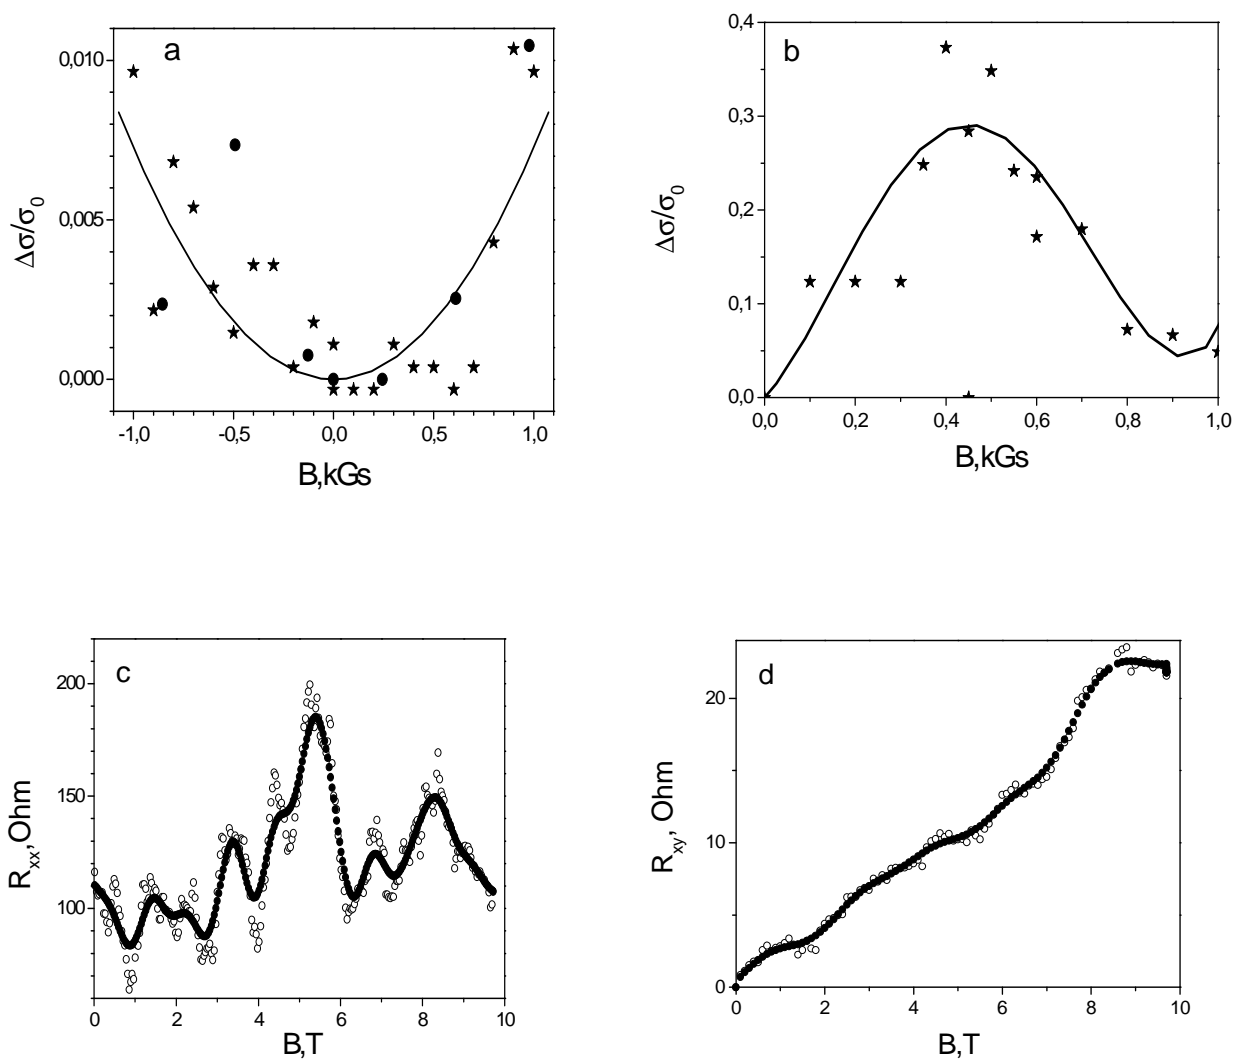 a
0,010
0,005
0,000
Δσ/σ0
-1,0 -0,5 0,0 0,5 1,0
B,kGs
b
0,4
0,3
0,2
0,1
0,0
Δσ/σ0
0,0 0,2 0,4 0,6 0,8 1,0
B,kGs
c
200
150
100
Rxx,Ohm
0 2 4 6 8 10
B,T
d
20
10
0
Rxy, Ohm
0 2 4 6 8 10
B,T